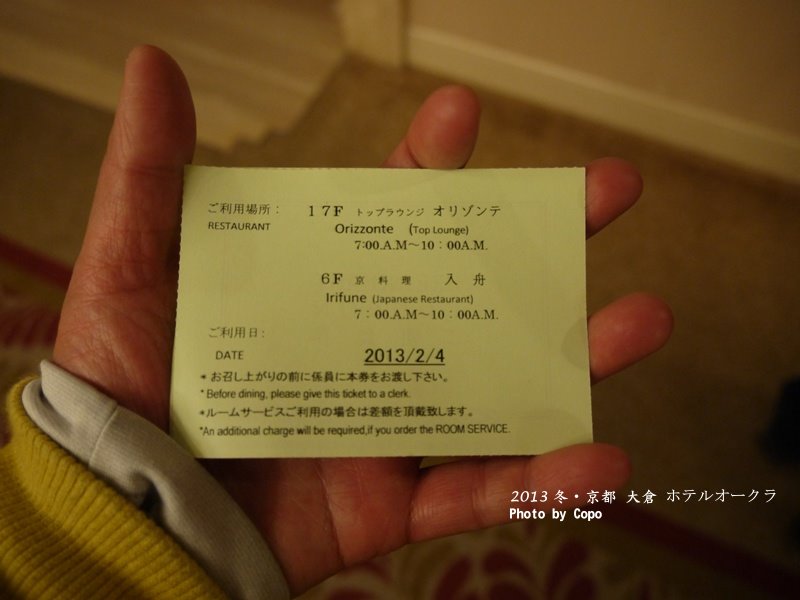 ご利用場所: 17F トップラウンジ オリゾンテ
RESTAURANT Orizzonte (Top Lounge)
7:00.A.M～10:00A.M.
6F 京料理 入舟
Irifune (Japanese Restaurant)
7:00.A.M～10:00A.M.
ご利用日:
DATE 2013/2/4
* お召し上がりの前に係員に本券をお渡し下さい。
* Before dining, please give this ticket to a clerk.
*ルームサービスご利用の場合は差額を頂戴致します。
*An additional charge will be required,if you order the ROOM SERVICE.
2013 冬・京都 大倉 ホテルオークラ
Photo by Copo